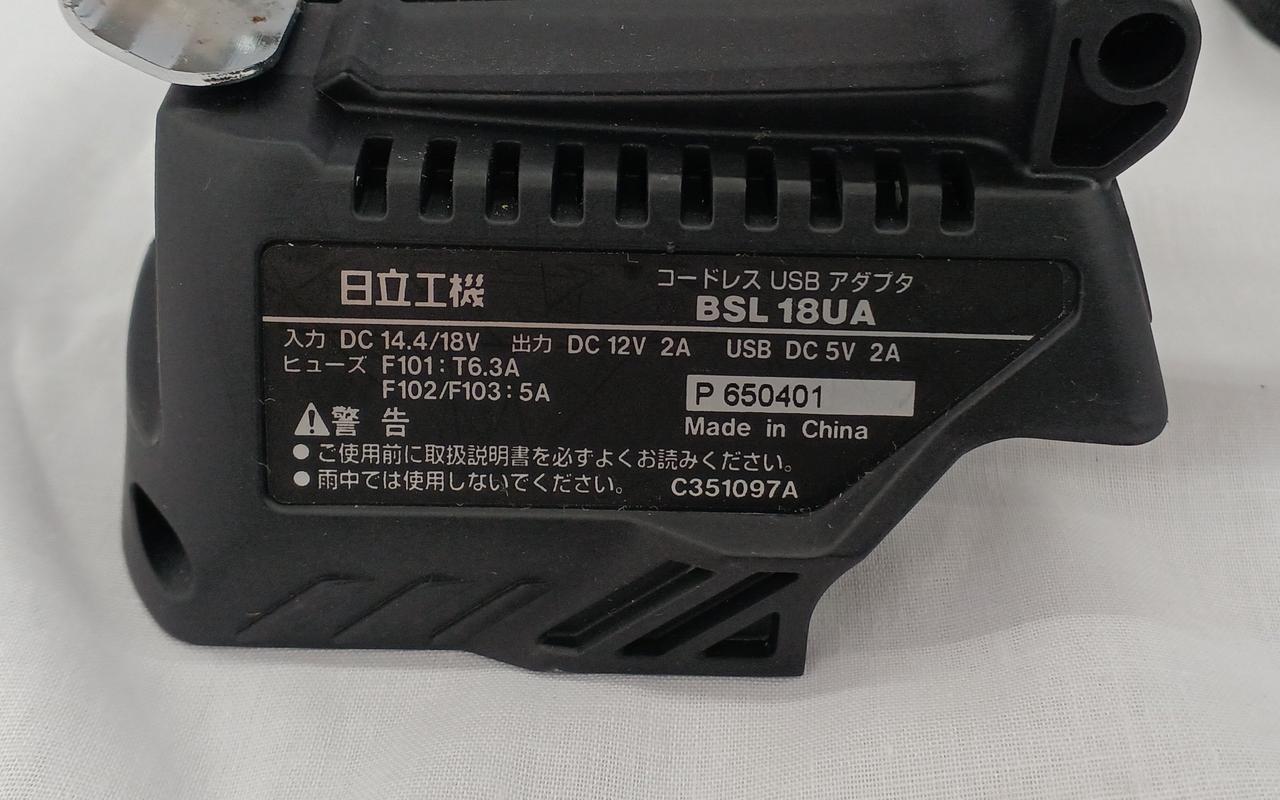 日立工機
コードレス USB アダプタ
BSL 18UA
入力 DC 14.4/18V 出力 DC 12V 2A USB DC 5V 2A
ヒューズ F101:T6.3A
F102/F103:5A
P 650401
警 告
Made in China
● ご使用前に取扱説明書を必ずよくお読みください。
● 雨中では使用しないでください。 C351097A